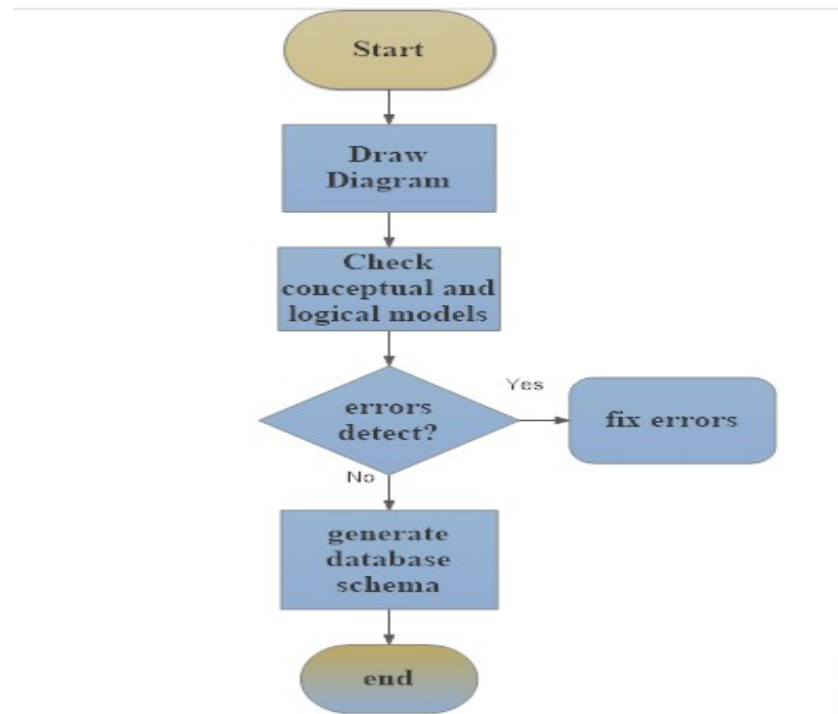 Start
Draw
Diagram
Check
conceptual and
logical models
errors
detect?
Yes
fix errors
No
generate
database
schema
end